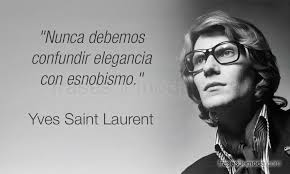 "Nunca debemos
confundir elegancia
con esnobismo."
Yves Saint Laurent